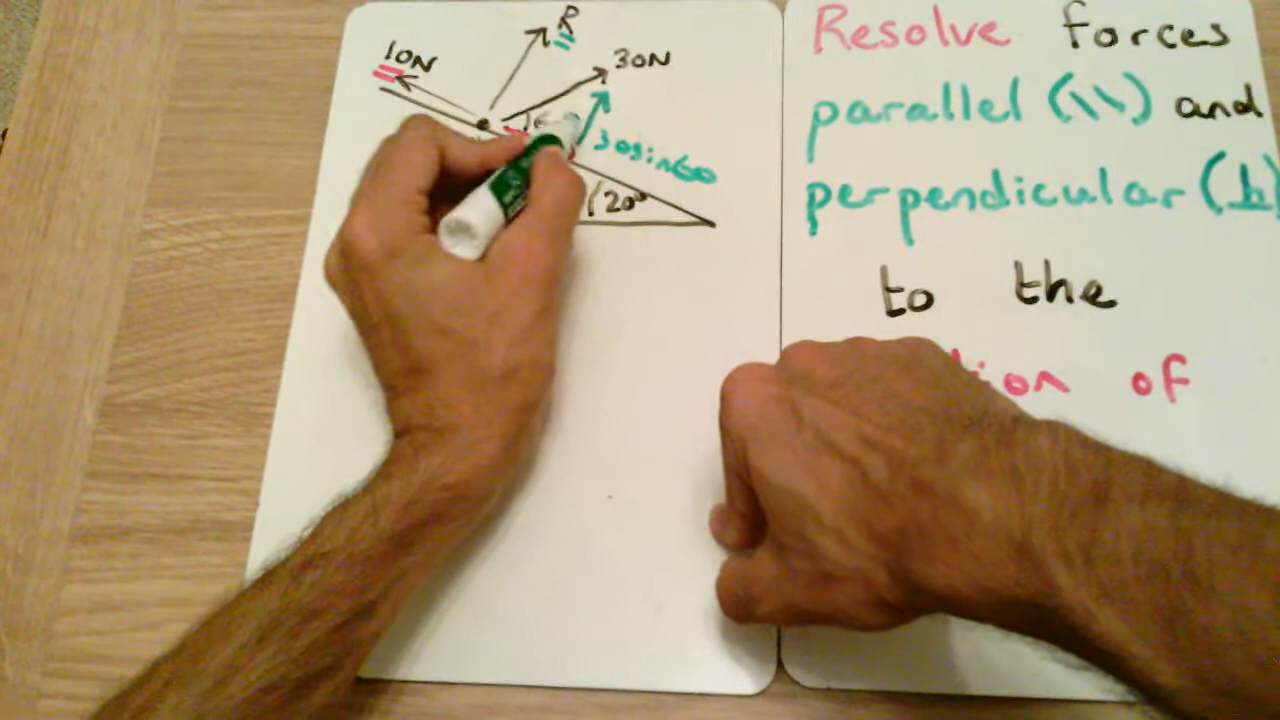 R
10N
30N
30sin60
20°
Resolve forces
parallel (\\) and
perpendicular (
to the
of